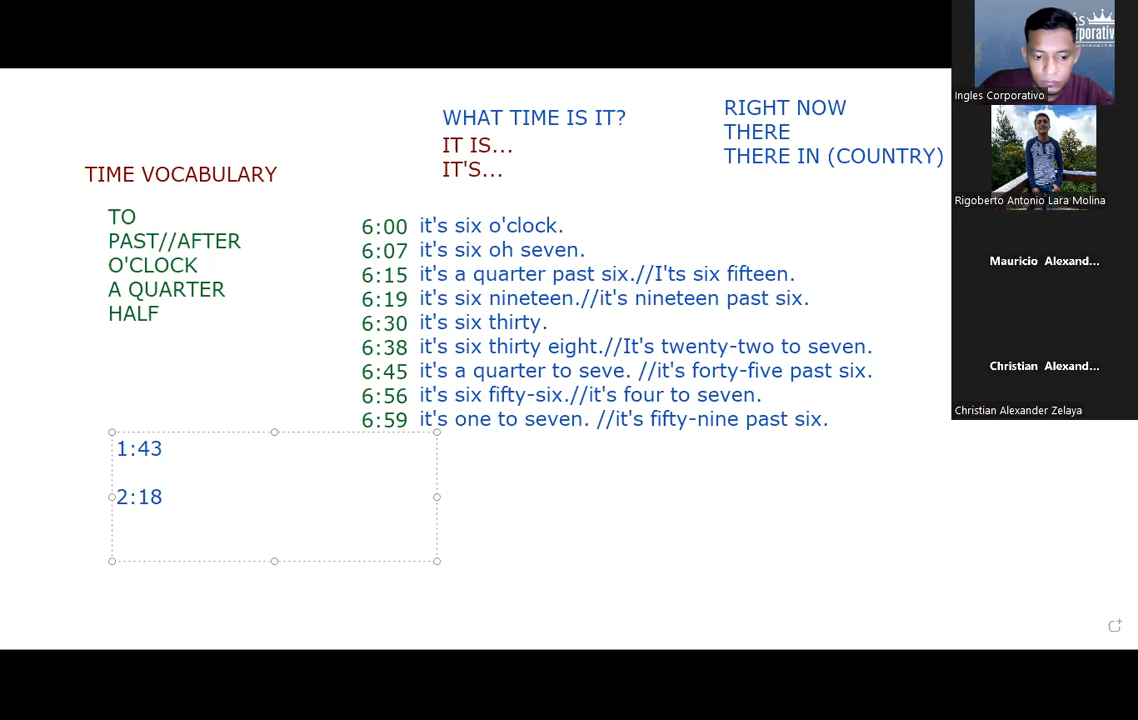 WHAT TIME IS IT?
IT IS...
IT'S...
RIGHT NOW
THERE
THERE IN (COUNTRY)
TIME VOCABULARY
TO
PAST//AFTER
O'CLOCK
A QUARTER
HALF
6:00 it's six o'clock.
6:07 it's six oh seven.
6:15 it's a quarter past six.//I'ts six fifteen.
6:19 it's six nineteen.//it's nineteen past six.
6:30 it's six thirty.
6:38 it's six thirty eight.//It's twenty-two to seven.
6:45 it's a quarter to seve. //it's forty-five past six.
6:56 it's six fifty-six.//it's four to seven.
6:59 it's one to seven. //it's fifty-nine past six.
1:43
2:18
Ingles Corporativo
Rigoberto Antonio Lara Molina
Mauricio Alexand...
Christian Alexand...
Christian Alexander Zelaya